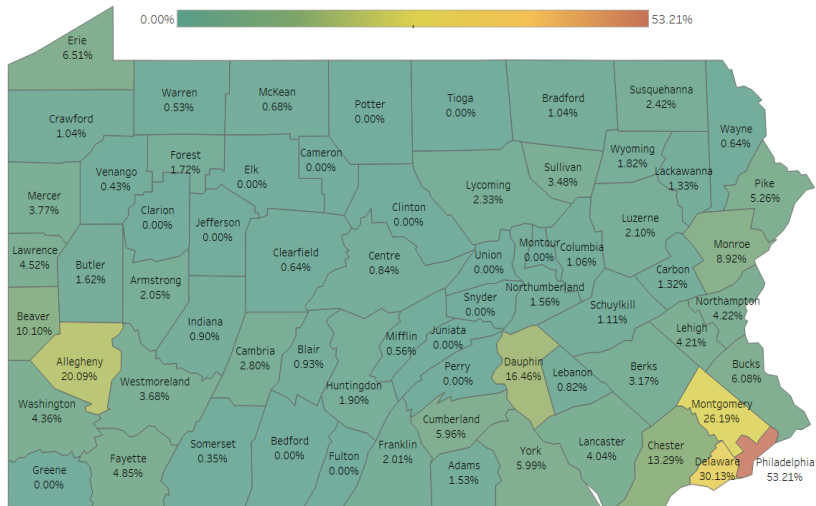 0.00%
53.21%
Erie
6.51%
Warren
0.53%
McKean
0.68%
Potter
0.00%
Tioga
0.00%
Bradford
1.04%
Susquehanna
2.42%
Crawford
1.04%
Wayne
0.64%
Forest
1.72%
Venango
0.43%
Elk
0.00%
Cameron
0.00%
Wyoming
1.82%
Lackawanna
1.33%
Sullivan
3.48%
Lycoming
2.33%
Pike
5.26%
Mercer
3.77%
Clarion
0.00%
Jefferson
0.00%
Clinton
0.00%
Luzerne
2.10%
Lawrence
4.52%
Butler
1.62%
Armstrong
2.05%
Clearfield
0.64%
Centre
0.84%
Union
0.00%
Montour
0.00%
Columbia
1.06%
Monroe
8.92%
Carbon
1.32%
Snyder
0.00%
Northumberland
1.56%
Schuylkill
1.11%
Northampton
4.22%
Beaver
10.10%
Indiana
0.90%
Lehigh
4.21%
Allegheny
20.09%
Cambria
2.80%
Blair
0.93%
Mifflin
0.56%
Juniata
0.00%
Perry
0.00%
Dauphin
16.46%
Lebanon
0.82%
Berks
3.17%
Bucks
6.08%
Westmoreland
3.68%
Huntingdon
1.90%
Washington
4.36%
Montgomery
26.19%
Cumberland
5.96%
Greene
0.00%
Fayette
4.85%
Somerset
0.35%
Bedford
0.00%
Fulton
0.00%
Franklin
2.01%
Adams
1.53%
York
5.99%
Lancaster
4.04%
Chester
13.29%
Delaware
30.13%
Philadelphia
53.21%